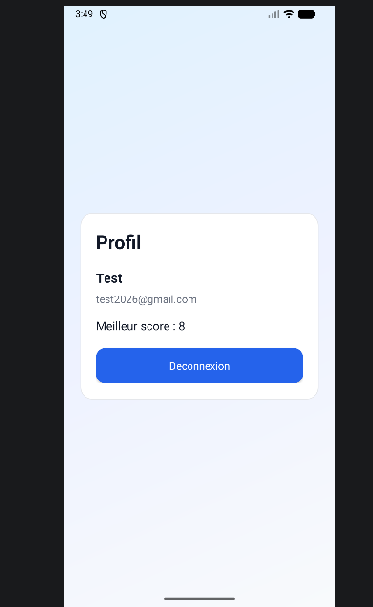 3:49
Profil
Test
test2026@gmail.com
Meilleur score : 8
Deconnexion